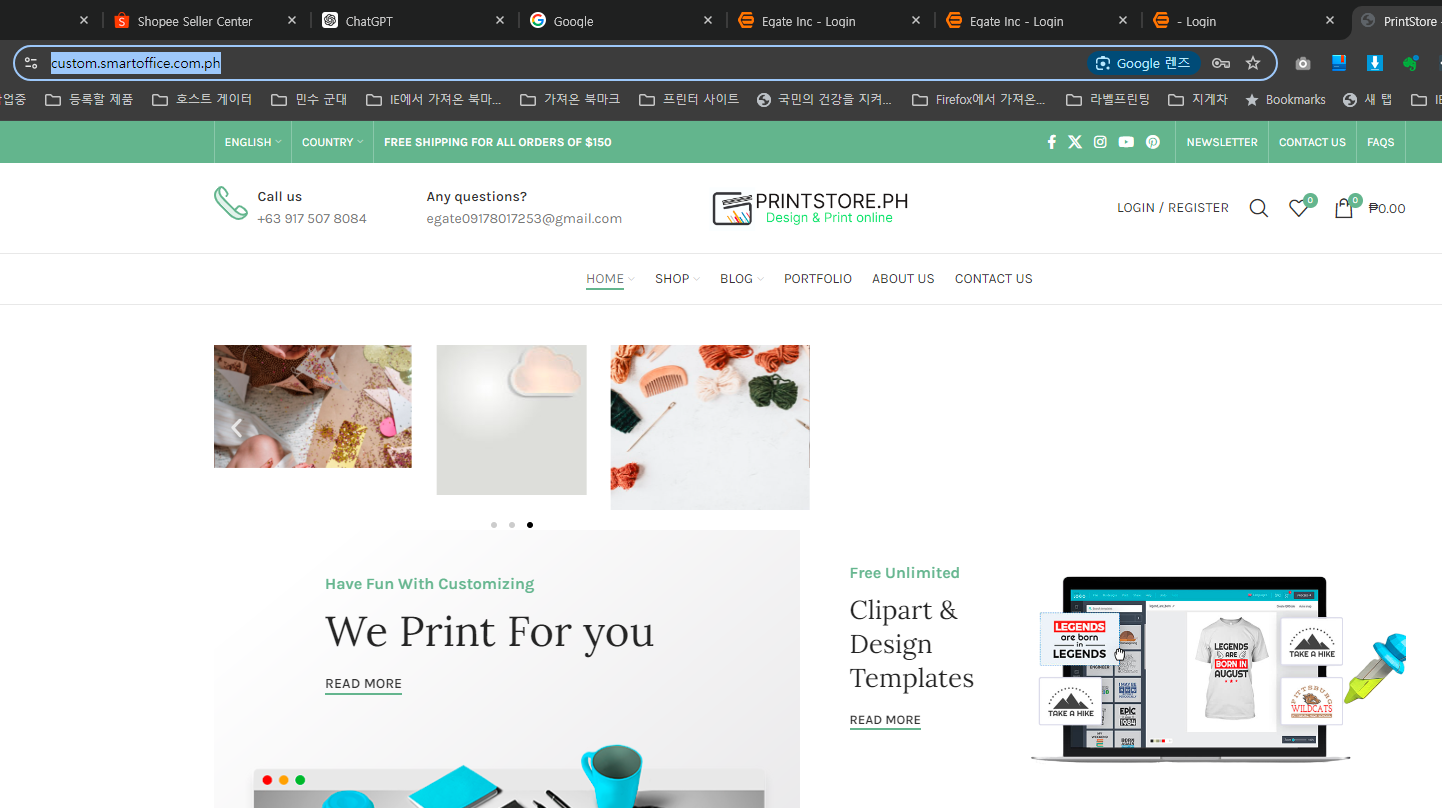 Shopee Seller Center
ChatGPT
Google
Egate Inc - Login
Egate Inc - Login
- Login
PrintStore -
custom.smartoffice.com.ph
Google 렌즈
업중
등록할 제품
호스트 게이터
민수 군대
IE에서 가져온 북마...
가져온 북마크
프린터 사이트
국민의 건강을 지켜...
Firefox에서 가져온...
라벨프린팅
지게차
Bookmarks
새 탭
IE
ENGLISH
COUNTRY
FREE SHIPPING FOR ALL ORDERS OF $150
NEWSLETTER
CONTACT US
FAQS
Call us
+63 917 507 8084
Any questions?
egate09178017253@gmail.com
PRINTSTORE.PH
Design & Print online
LOGIN / REGISTER
0
0
₱0.00
HOME
SHOP
BLOG
PORTFOLIO
ABOUT US
CONTACT US
Have Fun With Customizing
We Print For you
READ MORE
Free Unlimited
Clipart &
Design
Templates
READ MORE
LEGENDS
are born
in
LEGENDS
TAKE A HIKE
LEGENDS
ARE
BORN IN
AUGUST
TAKE A HIKE
PITTSBURG
WILDCATS
EPIC
1984